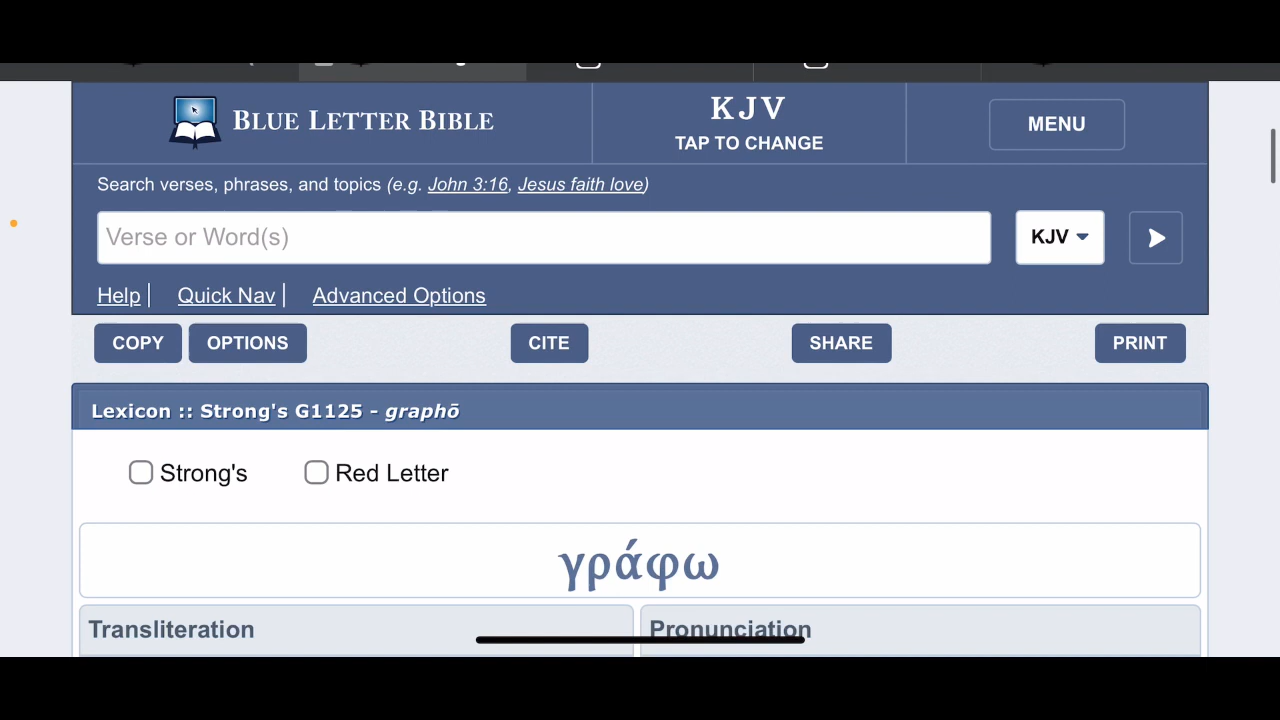 BLUE LETTER BIBLE
KJV
TAP TO CHANGE
MENU
Search verses, phrases, and topics (e.g. John 3:16, Jesus faith love)
Verse or Word(s)
KJV
Help | Quick Nav | Advanced Options
COPY OPTIONS CITE SHARE PRINT
Lexicon :: Strong's G1125 - graphō
Strong's Red Letter
γράφω
Transliteration Pronunciation